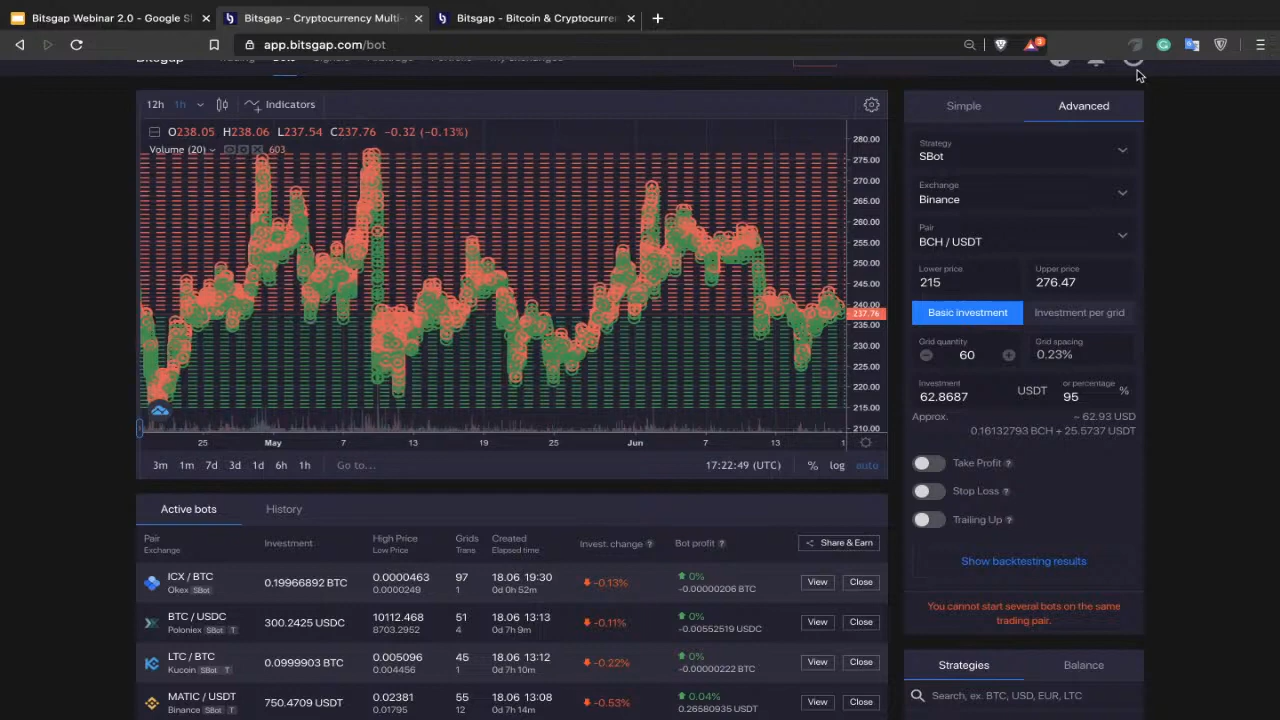 Bitsgap Webinar 2.0 - Google Sl
Bitsgap - Cryptocurrency Multi-
Bitsgap - Bitcoin & Cryptocurren
app.bitsgap.com/bot
3
12h 1h Indicators
O238.05 H238.06 L237.54 C237.76 -0.32 (-0.13%)
Volume (20) 603
280.00
275.00
270.00
265.00
260.00
255.00
250.00
245.00
240.00
237.76
235.00
230.00
225.00
220.00
215.00
210.00
25 May 7 13 19 25 Jun 7 13 1
3m 1m 7d 3d 1d 6h 1h Go to... 17:22:49 (UTC) % log auto
Simple Advanced
Strategy
SBot
Exchange
Binance
Pair
BCH / USDT
Lower price Upper price
215 276.47
Basic investment Investment per grid
Grid quantity Grid spacing
60 0.23%
Investment or percentage
62.8687 USDT 95 %
Approx. ~ 62.93 USD
0.16132793 BCH + 25.5737 USDT
Take Profit ?
Stop Loss ?
Trailing Up ?
Show backtesting results
You cannot start several bots on the same
trading pair.
Strategies Balance
Search, ex. BTC, USD, EUR, LTC
Active bots History
Pair Investment High Price Grids Created Invest. change ? Bot profit ? Share & Earn
Exchange Low Price Trans Elapsed time
ICX / BTC 0.19966892 BTC 0.0000463 97 18.06 19:30 -0.13% 0% View Close
Okex SBot 0.0000249 1 0d 0h 52m -0.00000206 BTC
BTC / USDC 300.2425 USDC 10112.468 51 18.06 13:13 -0.11% 0% View Close
Poloniex SBot T 8703.2952 4 0d 7h 9m -0.00552519 USDC
LTC / BTC 0.0999903 BTC 0.005096 45 18.06 13:12 -0.22% 0% View Close
Kucoin SBot T 0.004456 1 0d 7h 10m -0.00000222 BTC
MATIC / USDT 750.4709 USDT 0.02381 55 18.06 13:08 -0.53% 0.04% View Close
Binance SBot T 0.01795 12 0d 7h 14m 0.26580935 USDT